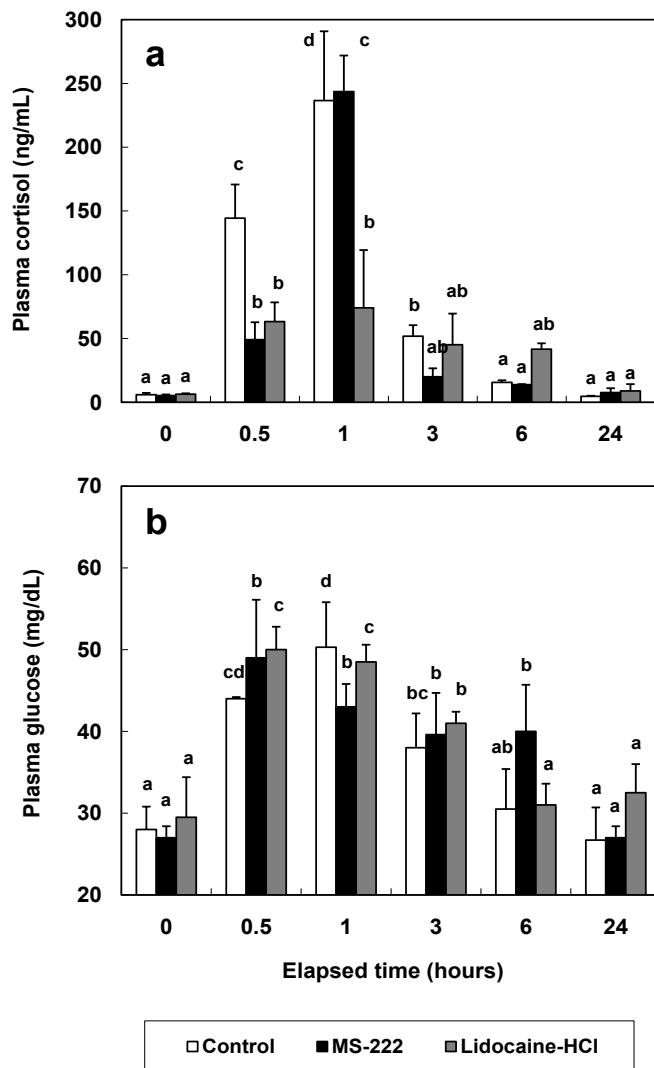 300
a
d
c
250
200
c
150
b
100
b
b
b
ab
ab
50
ab
a
a
a
a
a
a
a
a
0
Plasma cortisol (ng/mL)
0
0.5
1
3
6
24
70
b
60
b
d
c
c
50
cd
b
b
b
b
bc
40
a
a
ab
a
a
a
a
a
30
20
Plasma glucose (mg/dL)
0
0.5
1
3
6
24
Elapsed time (hours)
Control
MS-222
Lidocaine-HCl